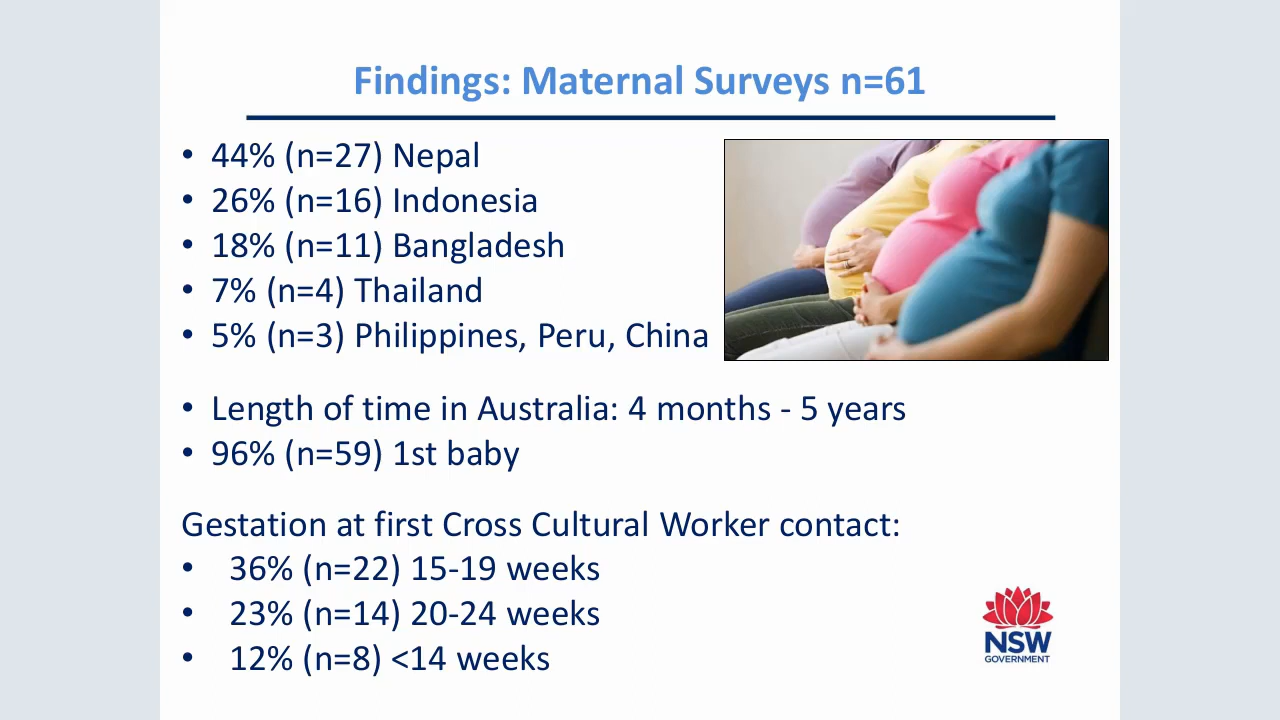 Findings: Maternal Surveys n=61
• 44% (n=27) Nepal
• 26% (n=16) Indonesia
• 18% (n=11) Bangladesh
• 7% (n=4) Thailand
• 5% (n=3) Philippines, Peru, China
• Length of time in Australia: 4 months - 5 years
• 96% (n=59) 1st baby
Gestation at first Cross Cultural Worker contact:
• 36% (n=22) 15-19 weeks
• 23% (n=14) 20-24 weeks
• 12% (n=8) <14 weeks
NSW
GOVERNMENT